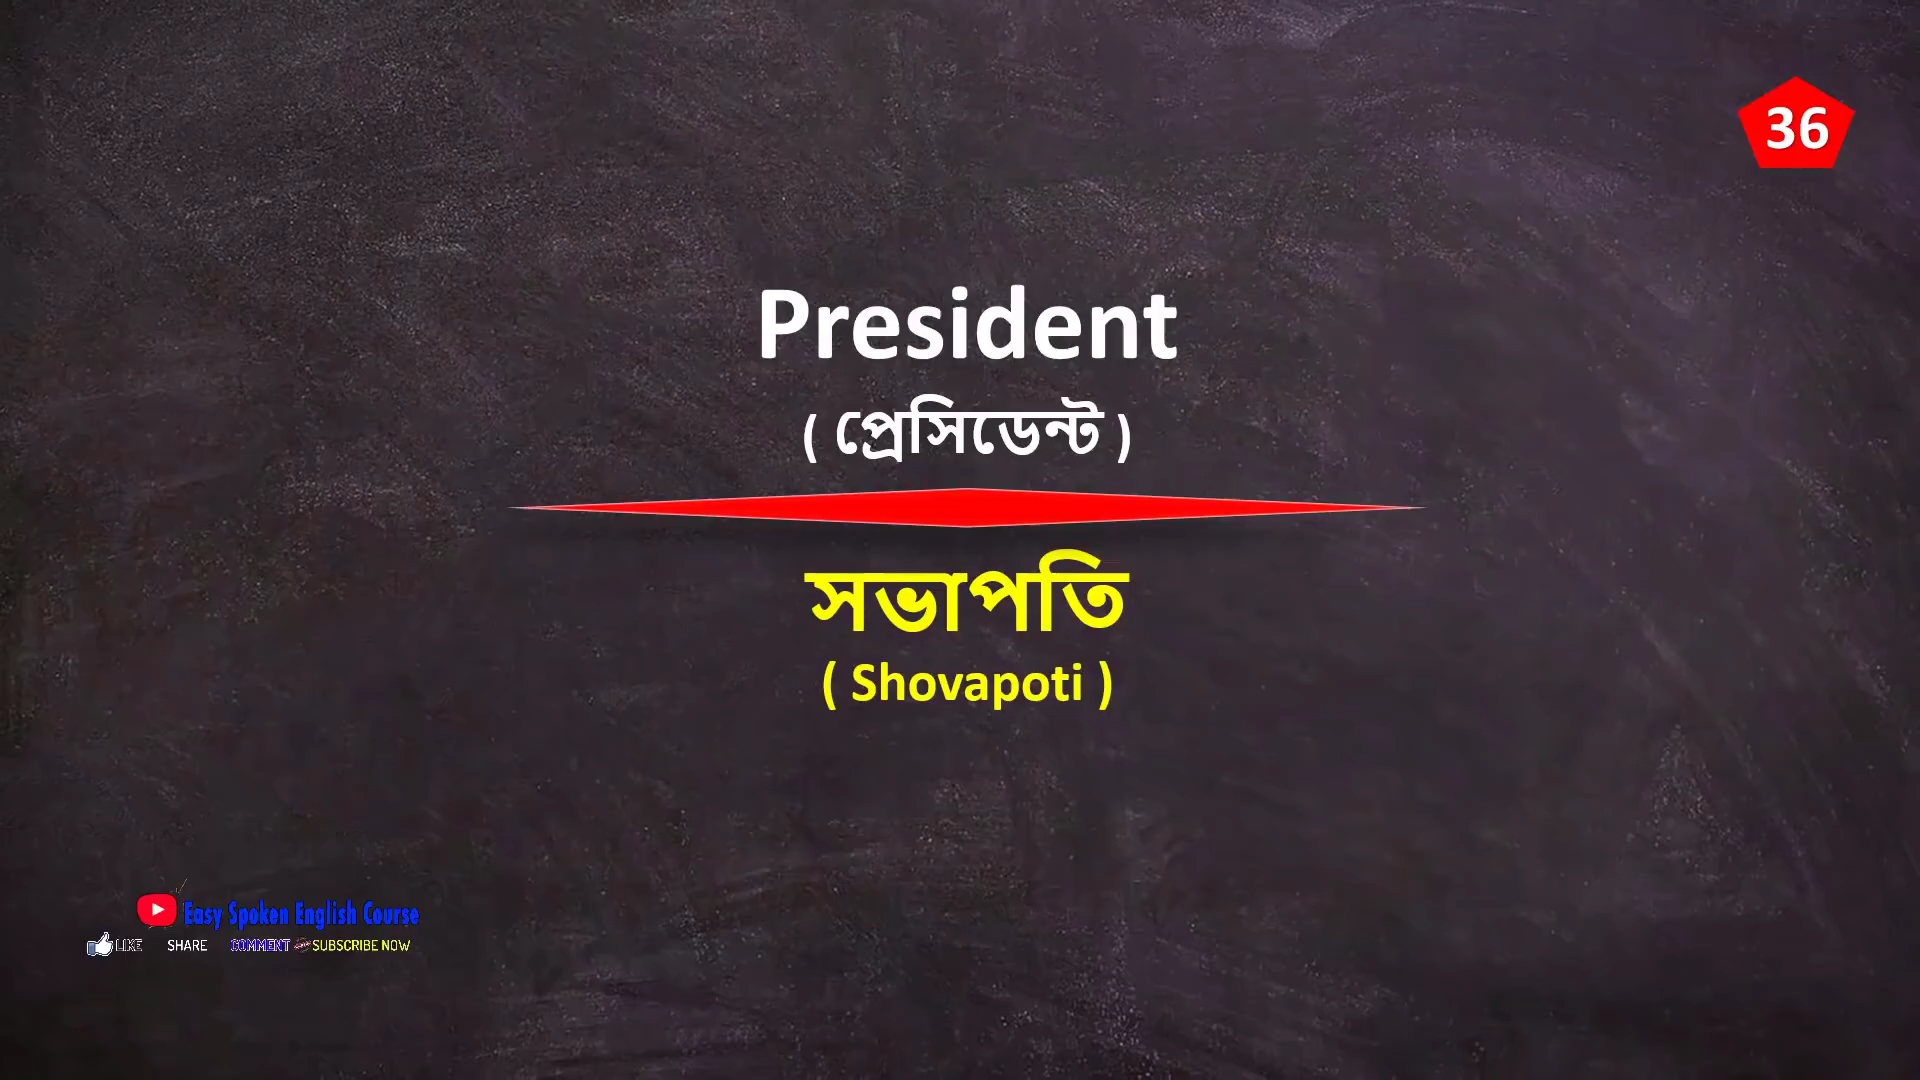 36
President
( প্রেসিডেন্ট )
সভাপতি
( Shovapoti )
Easy Spoken English Course
LIKE SHARE COMMENT SUBSCRIBE NOW